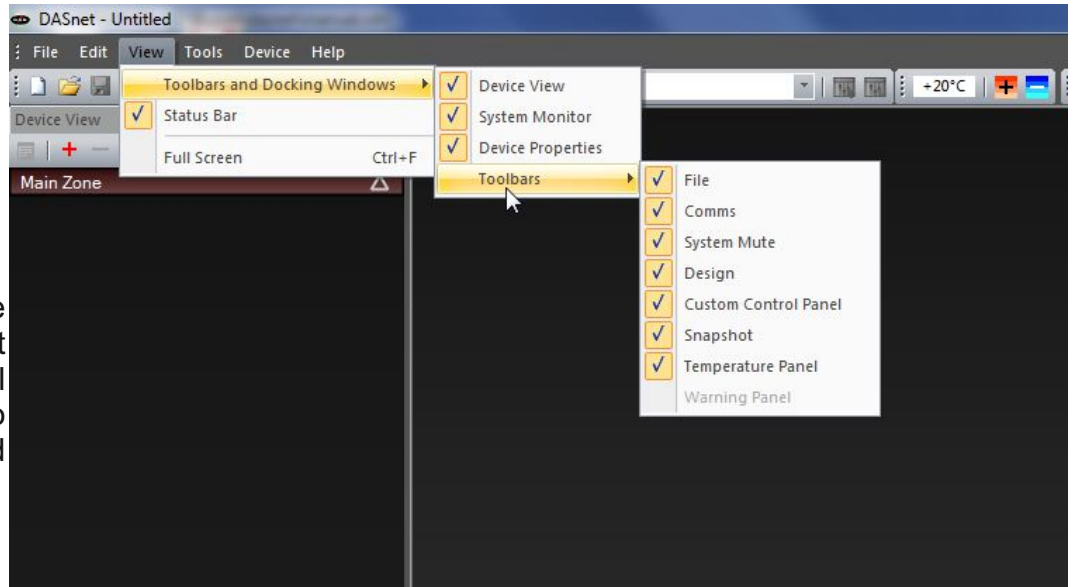 DASnet - Untitled
File Edit View Tools Device Help
+20°C
Toolbars and Docking Windows
Status Bar
Full Screen Ctrl+F
Device View
Main Zone
Device View
System Monitor
Device Properties
Toolbars
File
Comms
System Mute
Design
Custom Control Panel
Snapshot
Temperature Panel
Warning Panel